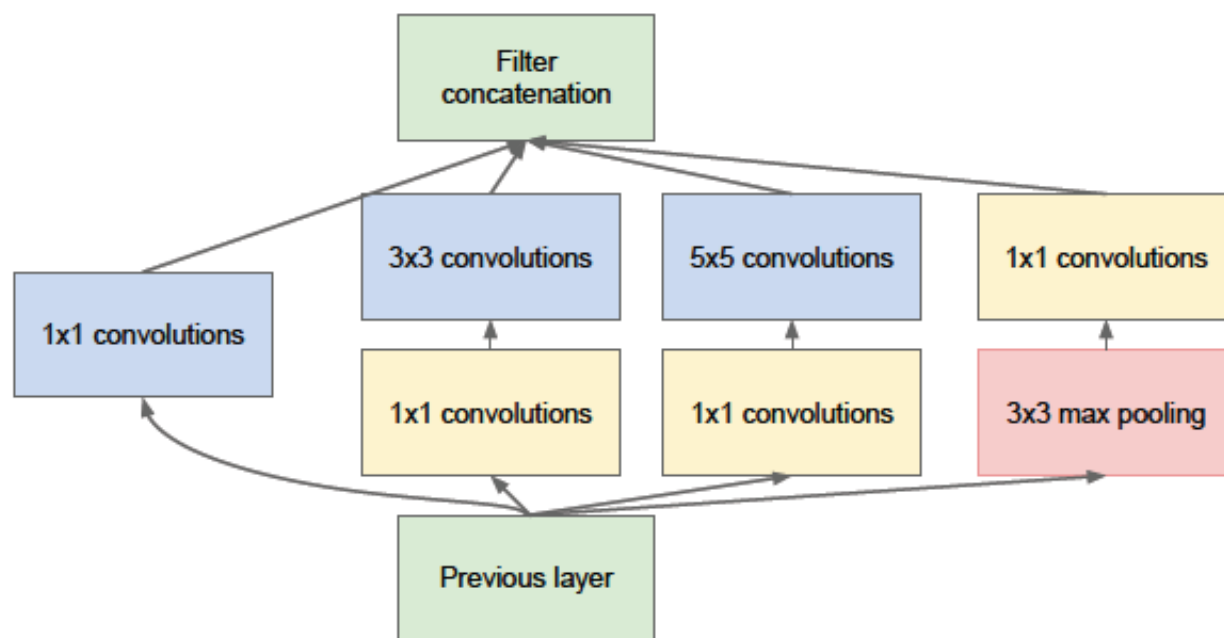 Filter
concatenation
3x3 convolutions
5x5 convolutions
1x1 convolutions
1x1 convolutions
1x1 convolutions
1x1 convolutions
3x3 max pooling
Previous layer